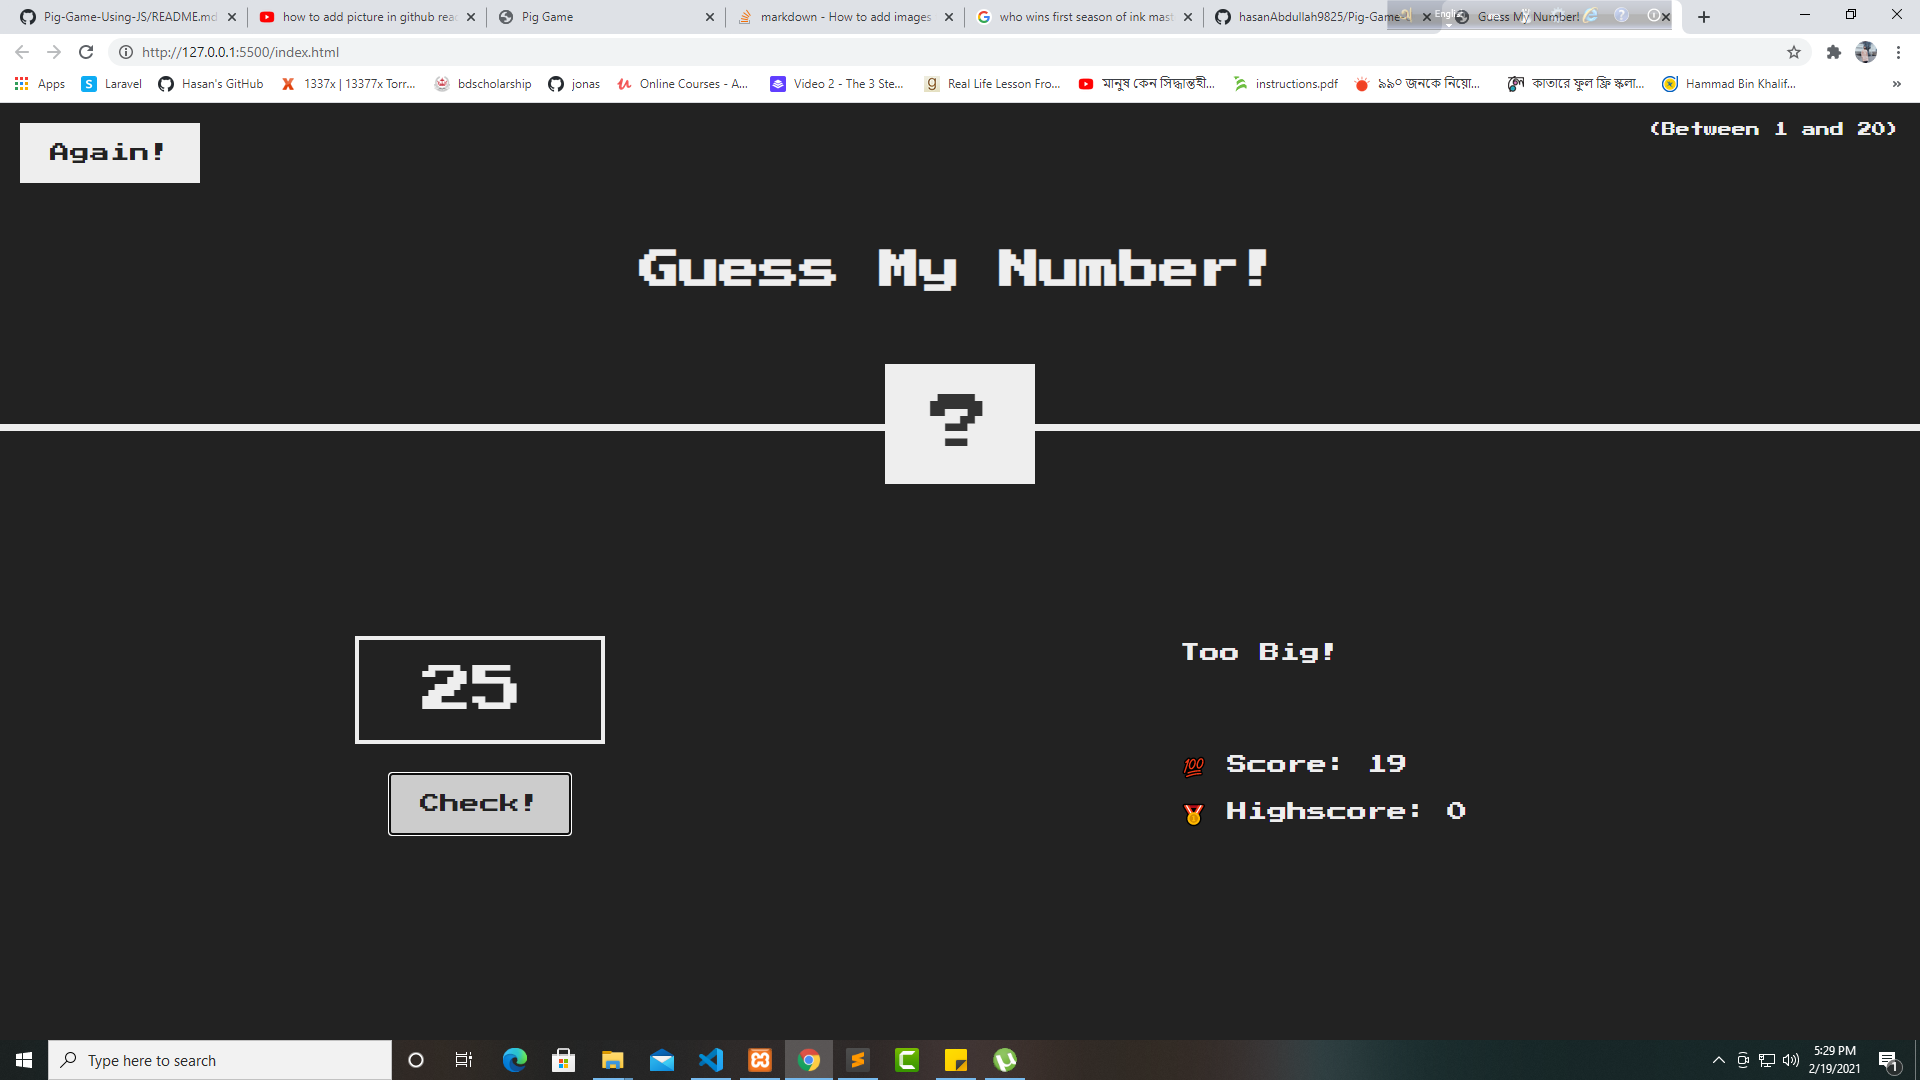 Pig-Game-Using-JS/README.md
how to add picture in github read
Pig Game
markdown - How to add images
who wins first season of ink mast
hasanAbdullah9825/Pig-Game-
Guess My Number!
http://127.0.0.1:5500/index.html
Apps
Laravel
Hasan's GitHub
1337x | 13377x Torr...
bdscholarship
jonas
Online Courses - A...
Video 2 - The 3 Ste...
Real Life Lesson Fro...
মানুষ কেন সিদ্ধান্তহী...
instructions.pdf
৯৯০ জনকে নিয়ো...
কাতারে ফুল ফ্রি স্কলা...
Hammad Bin Khalif...
Again!
(Between 1 and 20)
Guess My Number!
?
25
Check!
Too Big!
💯 Score: 19
🥇 Highscore: 0
Type here to search
5:29 PM
2/19/2021
1